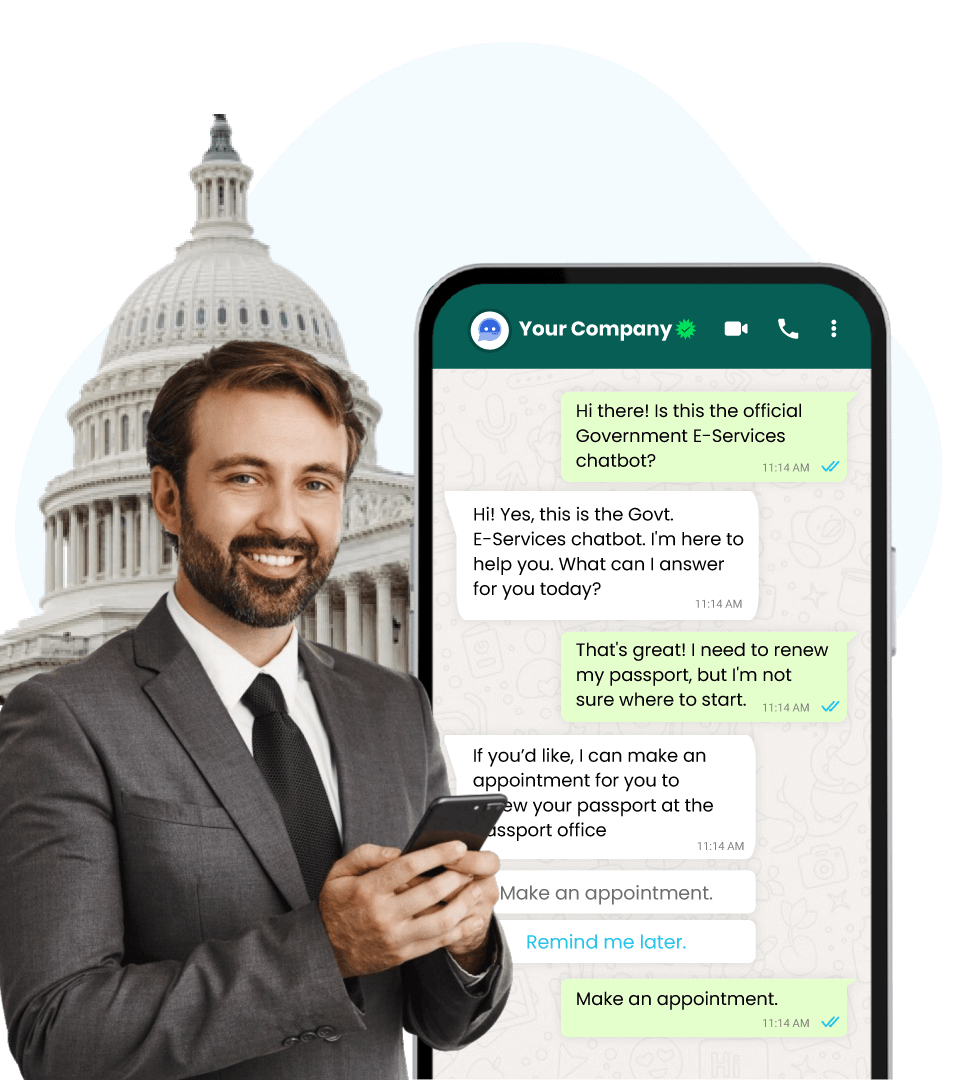 Your Company
Hi there! Is this the official
Government E-Services
chatbot?
11:14 AM
Hi! Yes, this is the Govt.
E-Services chatbot. I'm here to
help you. What can I answer
for you today?
11:14 AM
That's great! I need to renew
my passport, but I'm not
sure where to start.
11:14 AM
If you’d like, I can make an
appointment for you to
your passport at the
office
11:14 AM
Make an appointment.
Remind me later.
Make an appointment.
11:14 AM